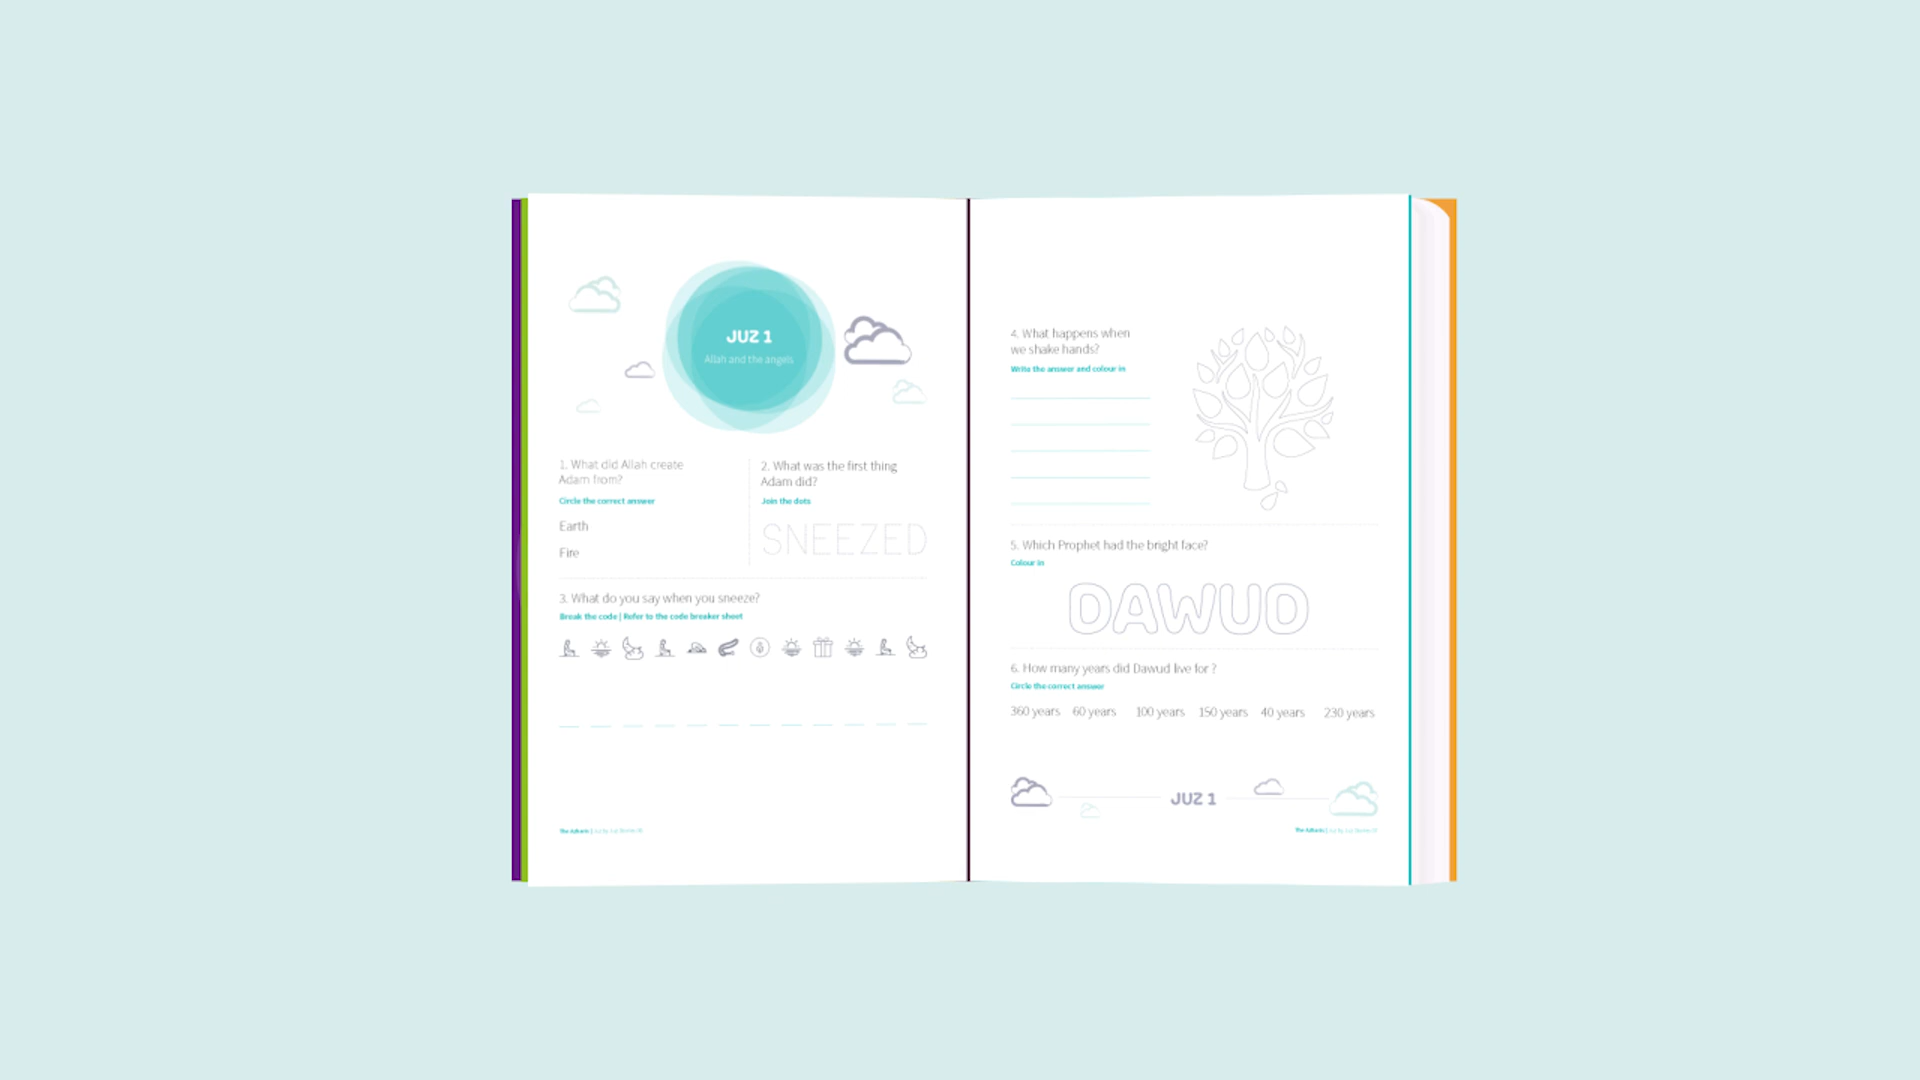 JUZ 1
Allah and the angels
1. What did Allah create
Adam from?
Circle the correct answer
Earth
Fire
2. What was the first thing
Adam did?
Join the dots
SNEEZED
3. What do you say when you sneeze?
Break the code | Refer to the code breaker sheet
4. What happens when
we shake hands?
Write the answer and colour in
5. Which Prophet had the bright face?
Colour in
DAWUD
6. How many years did Dawud live for ?
Circle the correct answer
360 years 60 years 100 years 150 years 40 years 230 years
JUZ 1